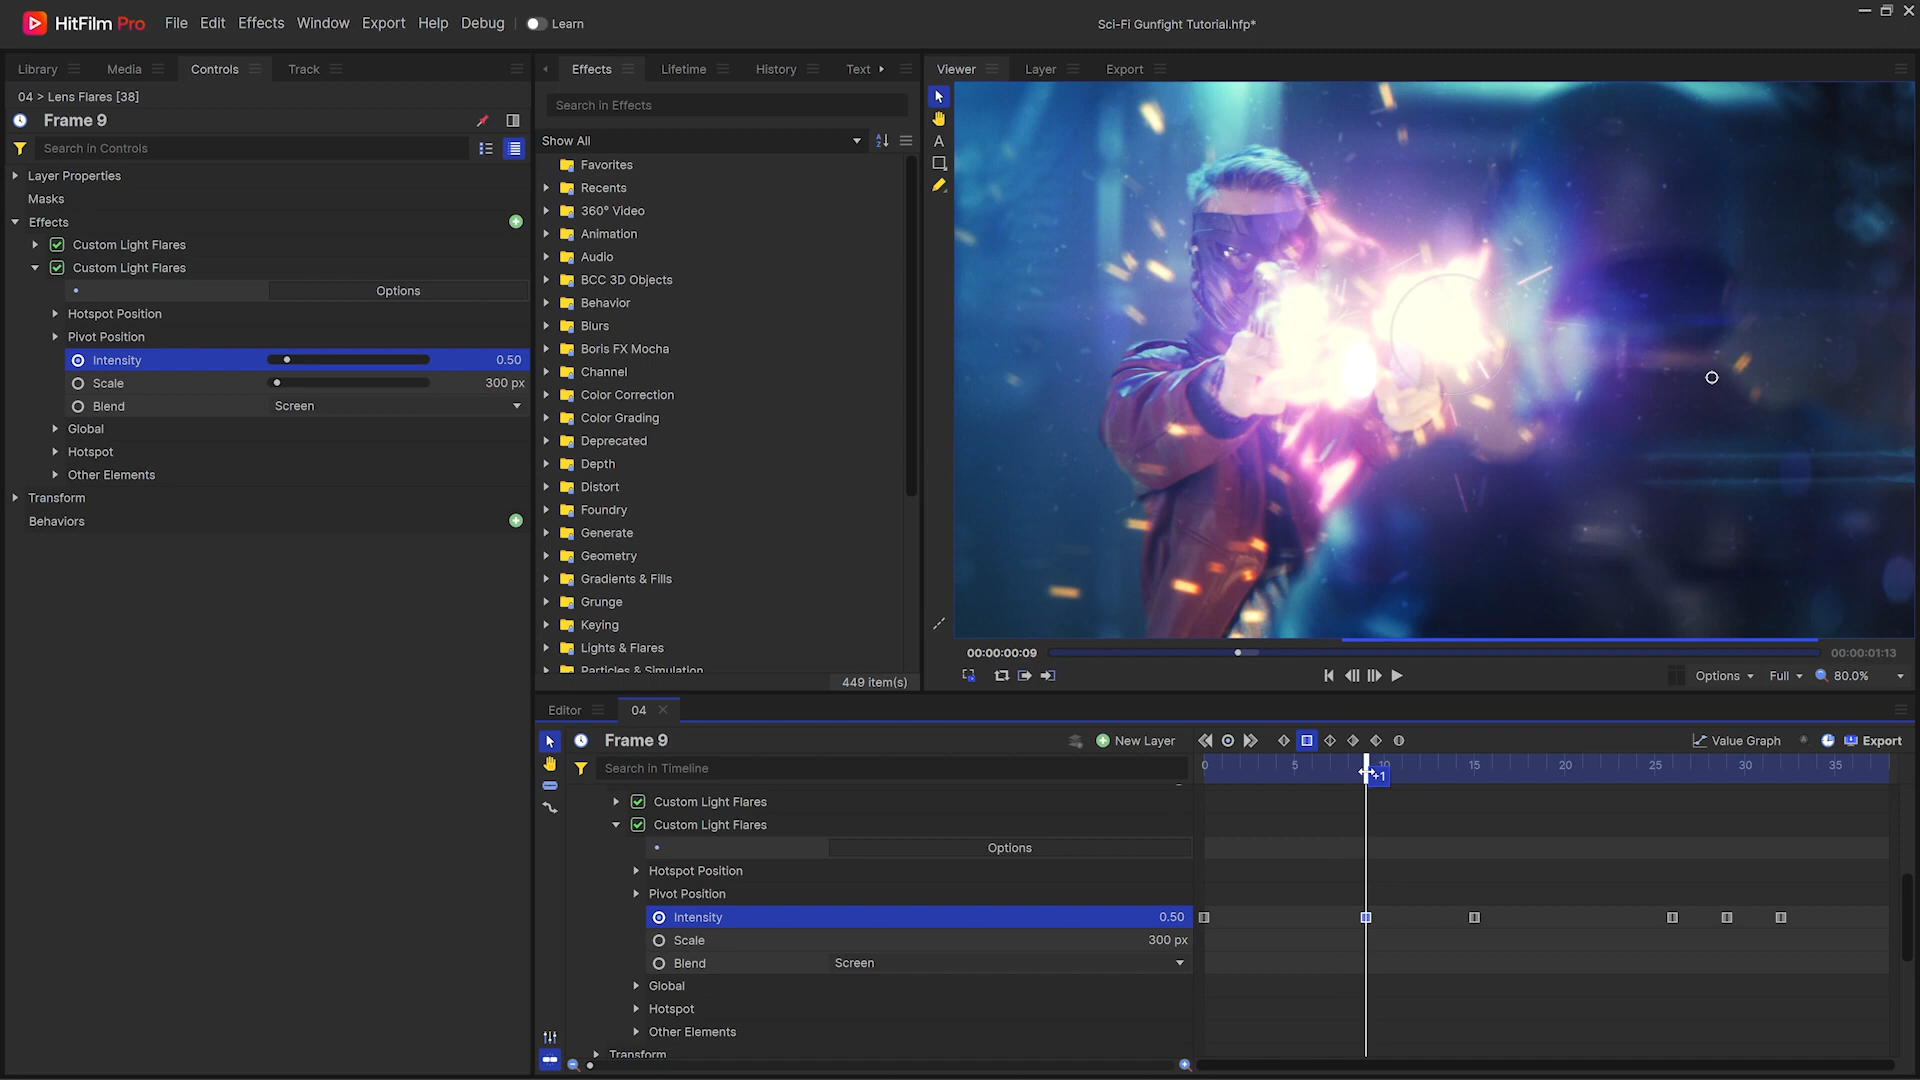 HitFilm Pro File Edit Effects Window Export Help Debug Learn Sci-Fi Gunfight Tutorial.hfp*
Library Media Controls Track
04 > Lens Flares [38]
Frame 9
Search in Controls
Layer Properties
Masks
Effects
Custom Light Flares
Custom Light Flares
Options
Hotspot Position
Pivot Position
Intensity 0.50
Scale 300 px
Blend Screen
Global
Hotspot
Other Elements
Transform
Behaviors
Effects Lifetime History Text
Search in Effects
Show All
Favorites
Recents
360° Video
Animation
Audio
BCC 3D Objects
Behavior
Blurs
Boris FX Mocha
Channel
Color Correction
Color Grading
Deprecated
Depth
Distort
Foundry
Generate
Geometry
Gradients & Fills
Grunge
Keying
Lights & Flares
Particles & Simulation
449 item(s)
Viewer Layer Export
00:00:00:09 00:00:01:13
Options Full 80.0%
Editor 04
Frame 9 New Layer Value Graph Export
Search in Timeline
0 5 10 15 20 25 30 35
+1
Custom Light Flares
Custom Light Flares
Options
Hotspot Position
Pivot Position
Intensity 0.50
Scale 300 px
Blend Screen
Global
Hotspot
Other Elements
Transform